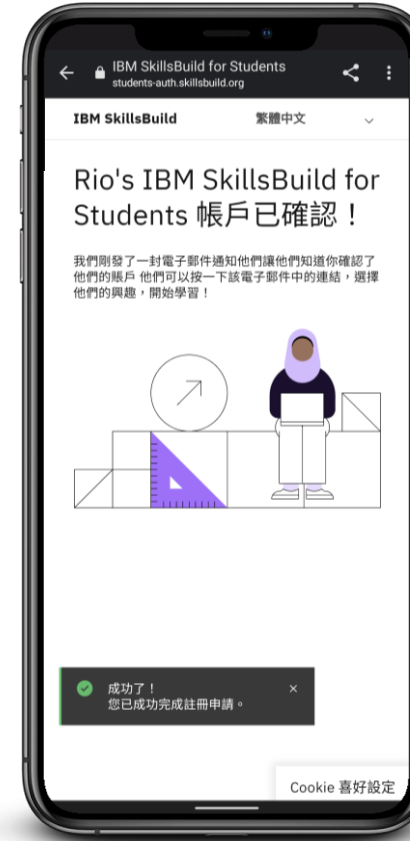 IBM SkillsBuild for Students
students-auth.skillsbuild.org
IBM SkillsBuild 繁體中文
Rio's IBM SkillsBuild for
Students 帳戶已確認！
我們剛發了一封電子郵件通知他們讓他們知道你確認了
他們的賬戶 他們可以按一下該電子郵件中的連結，選擇
他們的興趣，開始學習！
成功了！
您已成功完成註冊申請。
Cookie 喜好設定